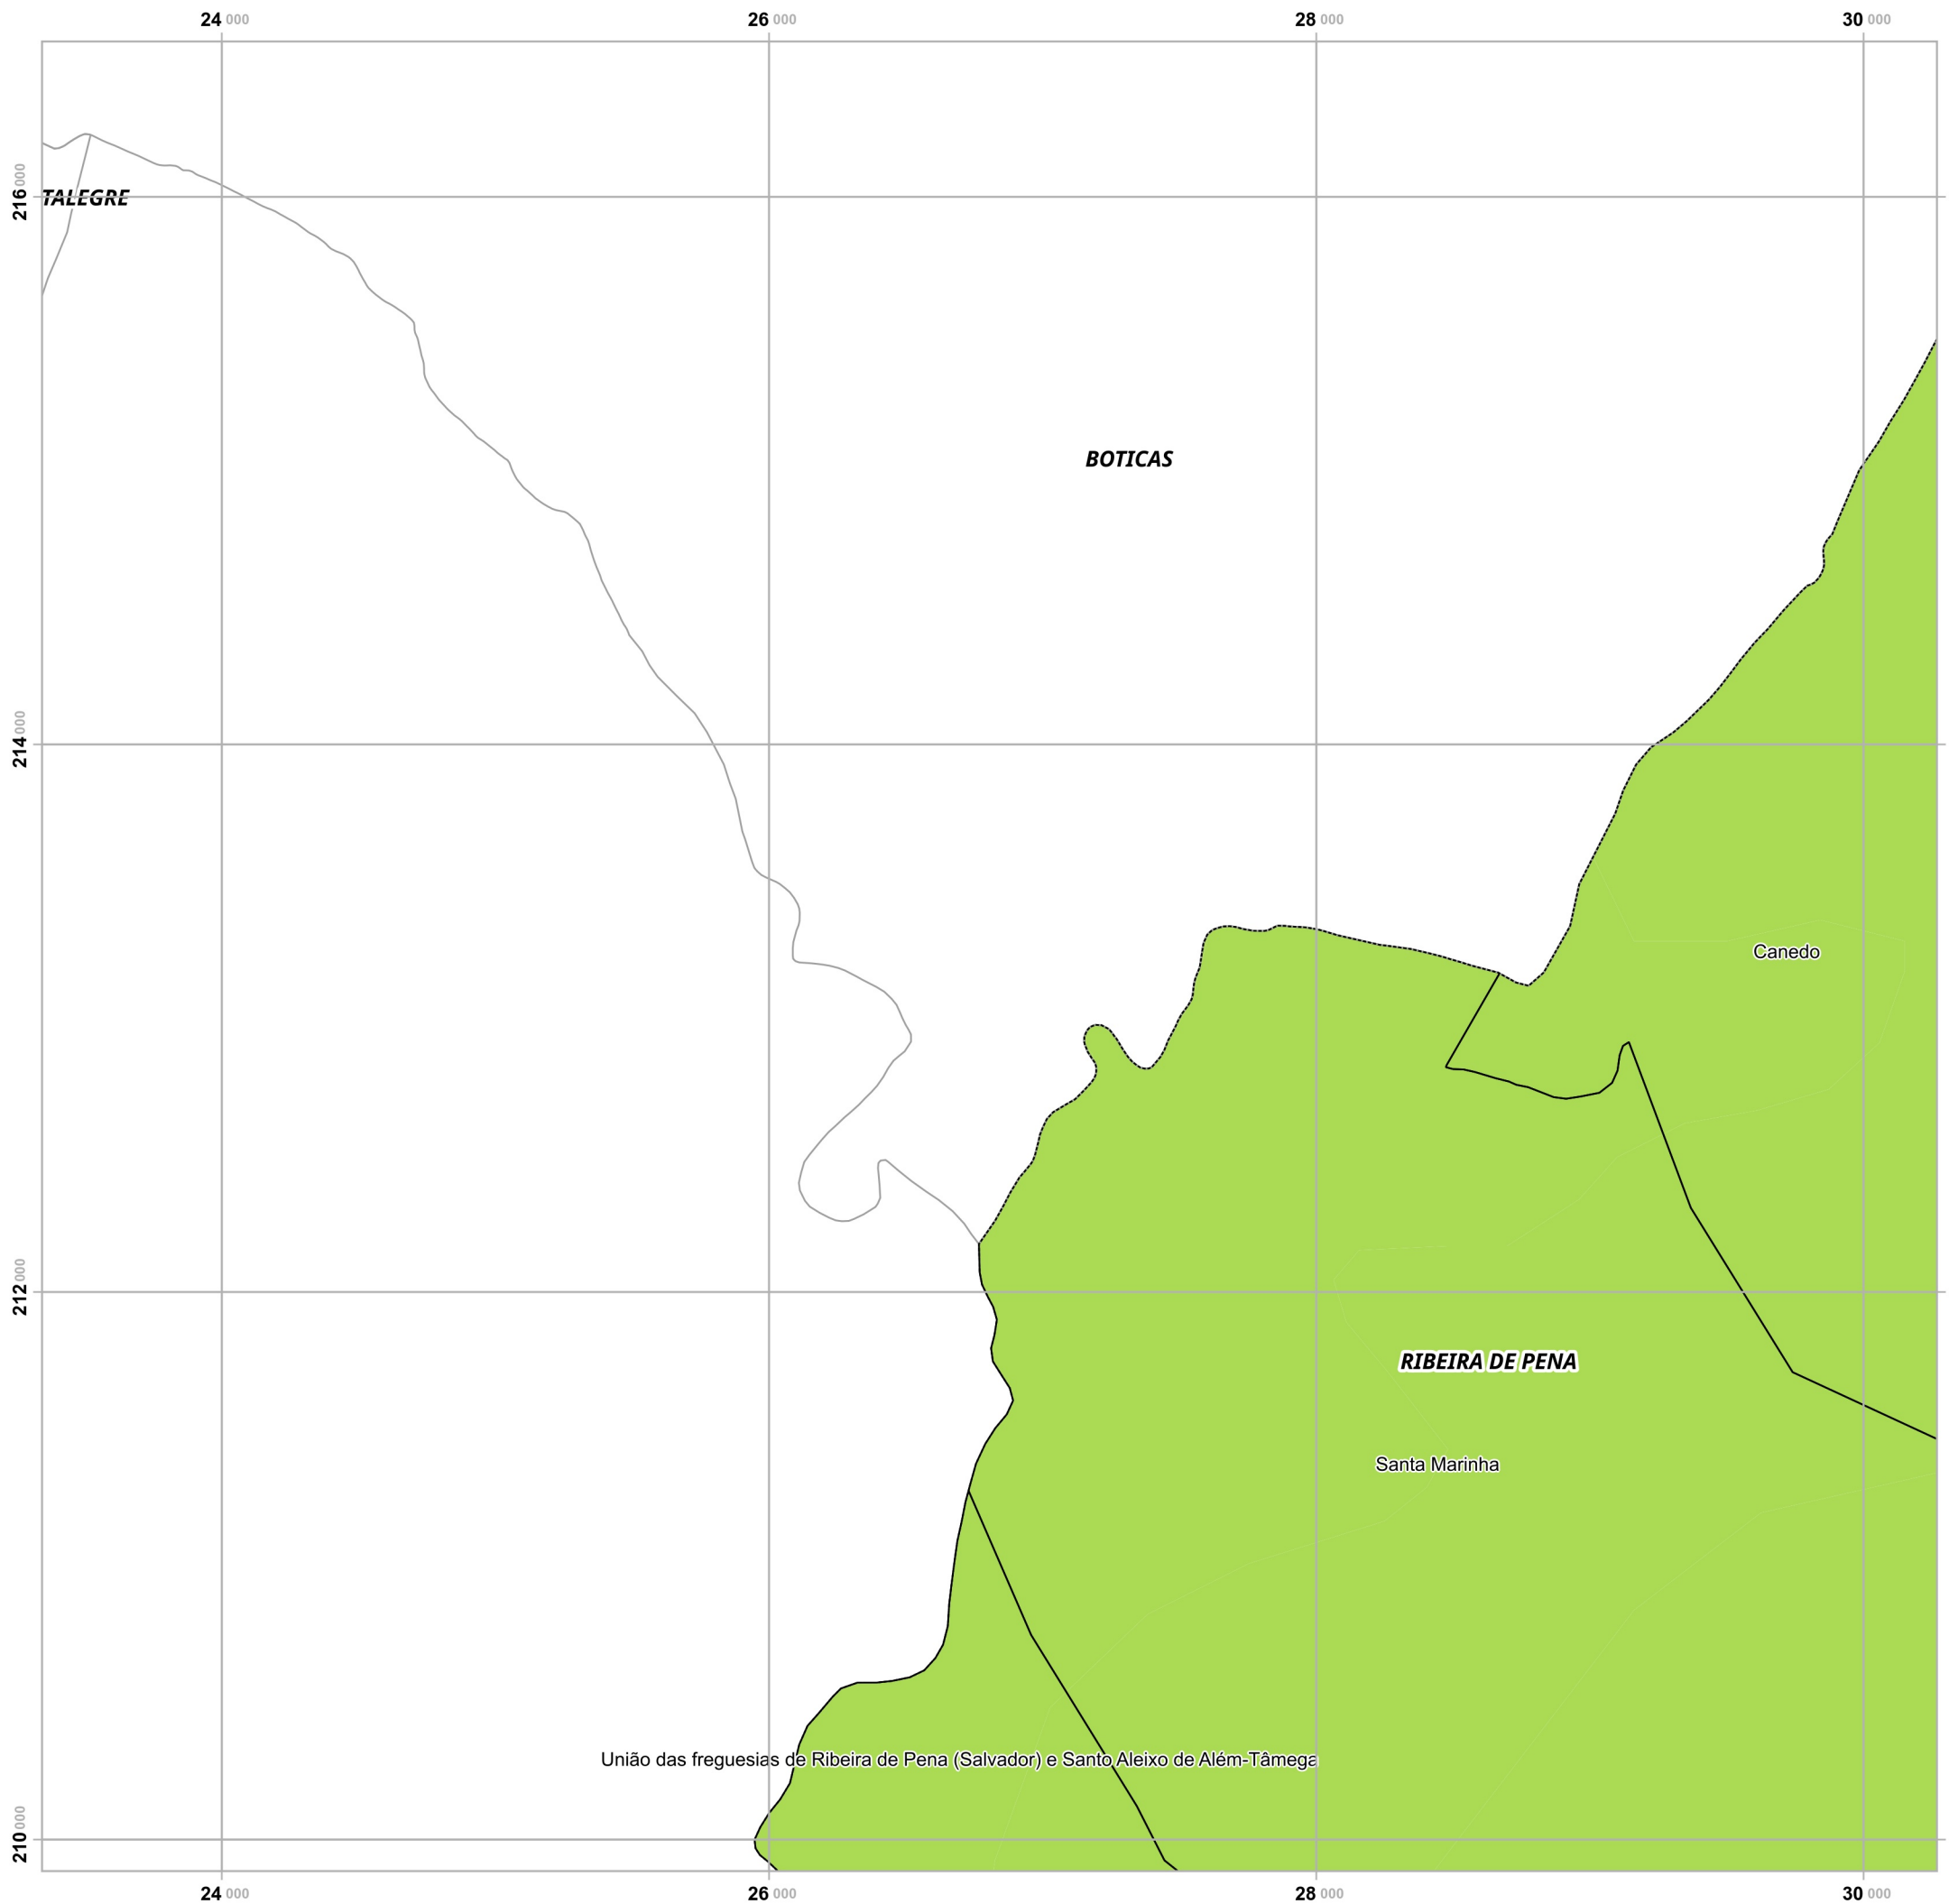 24 000 26 000 28 000 30 000
216 000
TALEGRE
BOTICAS
214 000
Canedo
212 000
RIBEIRA DE PENA
Santa Marinha
União das freguesias de Ribeira de Pena (Salvador) e Santo Aleixo de Além-Tâmega
210 000
24 000 26 000 28 000 30 000